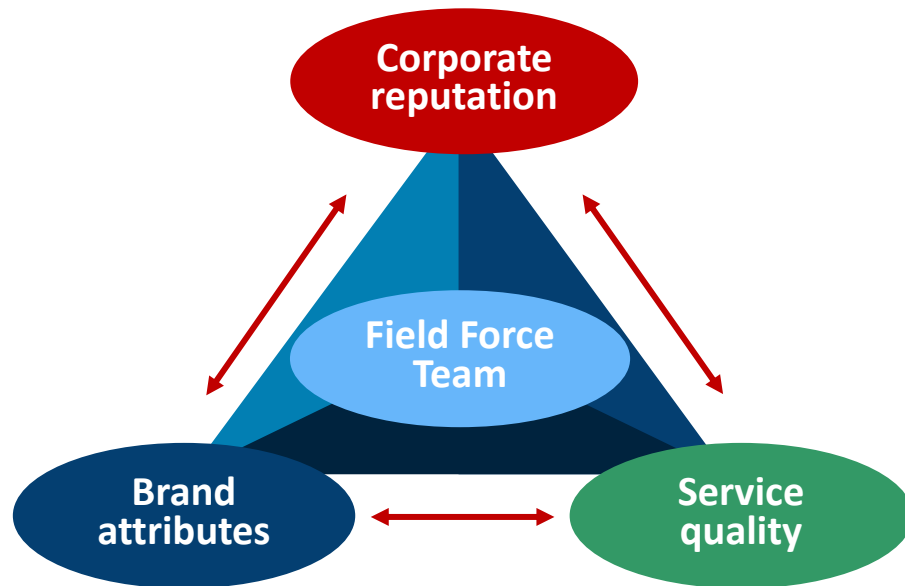 Corporate
reputation
Field Force
Team
Brand
attributes
Service
quality